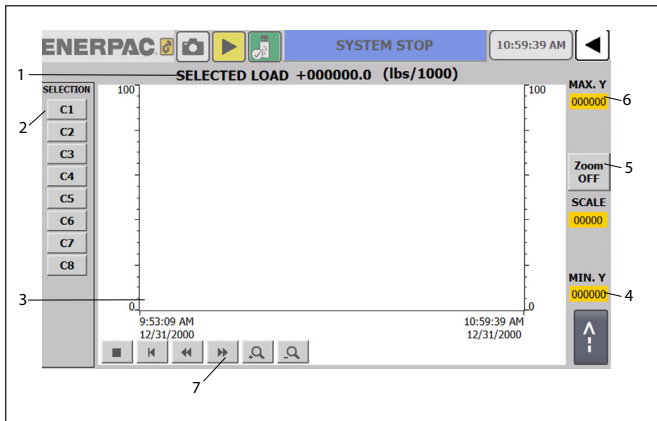 ENERPAC. SYSTEM STOP 10:59:39 AM
1 SELECTED LOAD +000000.0 (lbs/1000)
SELECTION
C1
2
C2
C3
C4
C5
C6
C7
C8
100
100
MAX. Y
000000
6
Zoom
OFF
5
SCALE
00000
MIN. Y
000000
4
3
0
0
9:53:09 AM
12/31/2000
10:59:39 AM
12/31/2000
7